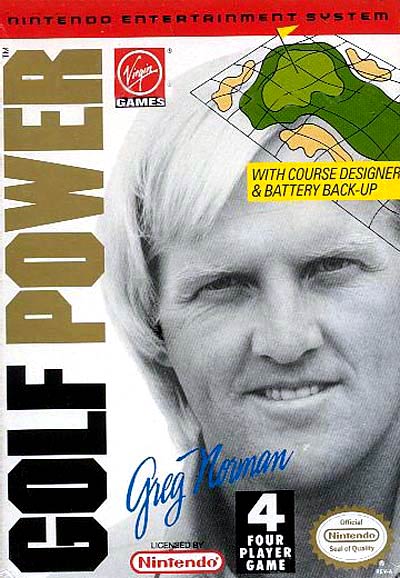 NINTENDO ENTERTAINMENT SYSTEM
TM
GOLF POWER
Virgin
GAMES
®
WITH COURSE DESIGNER
& BATTERY BACK-UP
Greg Norman
4
FOUR
PLAYER
GAME
LICENSED BY
Nintendo
®
Official
Nintendo
Seal of Quality
®
REV-A